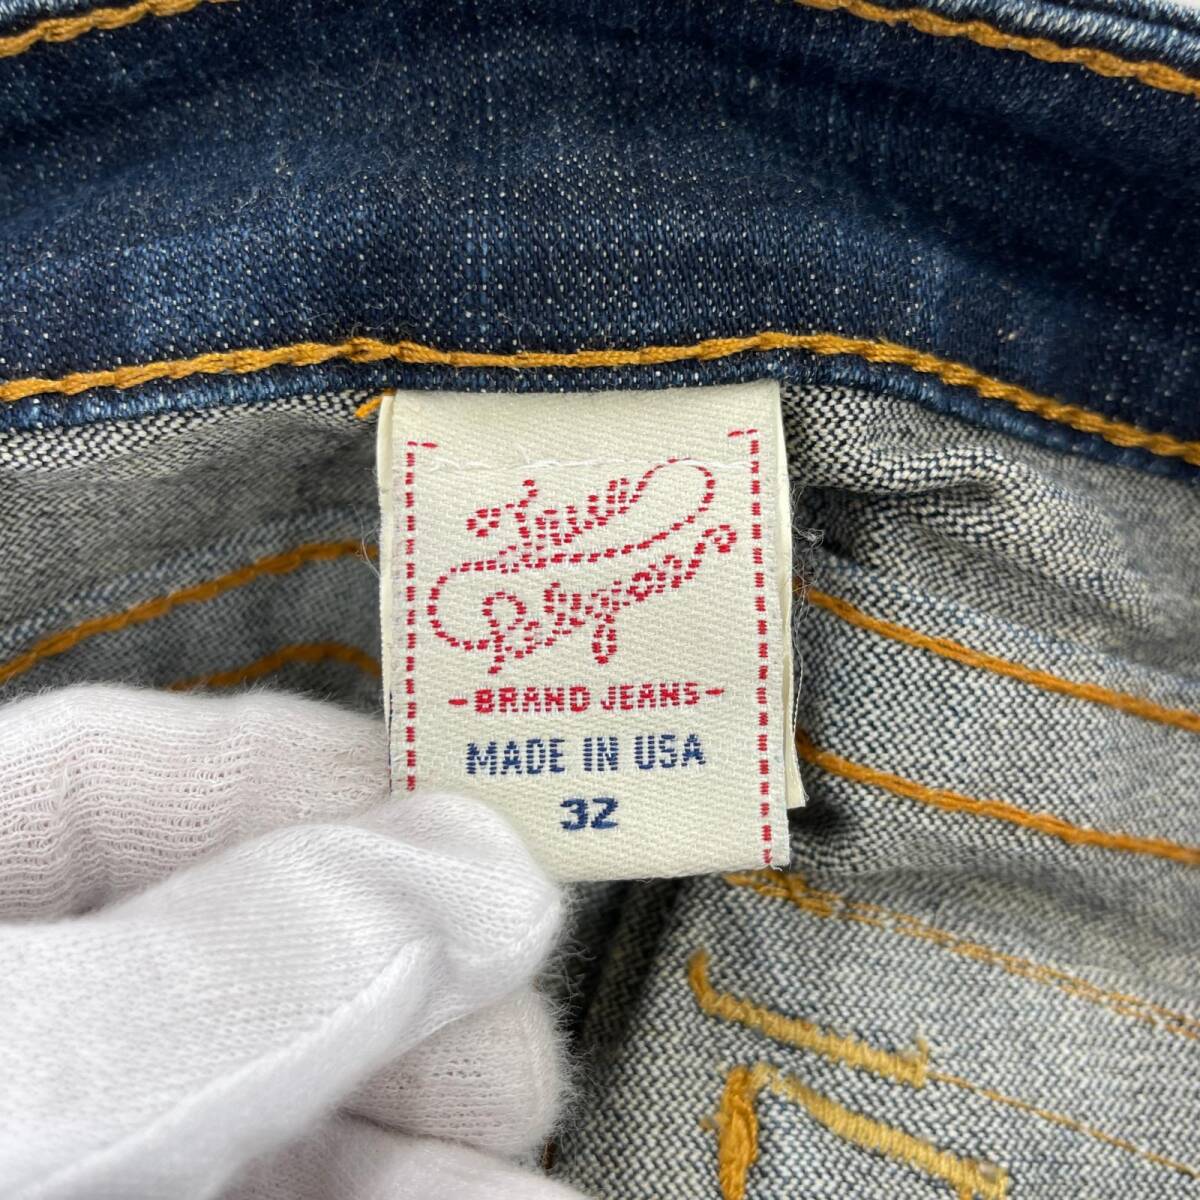 True
Religion
-BRAND JEANS-
MADE IN USA
32